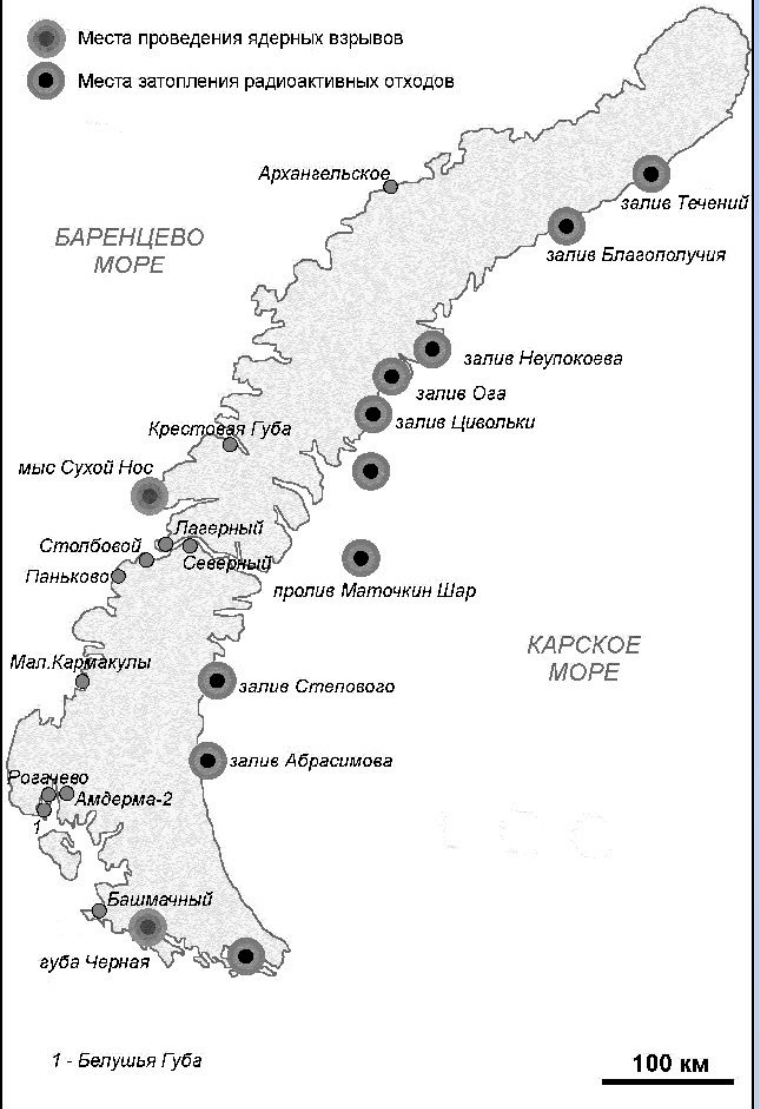 Места проведения ядерных взрывов
Места затопления радиоактивных отходов
Архангельское
залив Течений
БАРЕНЦЕВО
МОРЕ
залив Благополучия
залив Неупокоева
залив Ога
залив Цивольки
Крестовая Губа
мыс Сухой Нос
Лагерный
Столбовой
Северный
Паньково
пролив Маточкин Шар
КАРСКОЕ
МОРЕ
Мал.Кармакулы
залив Степового
залив Абрасимова
Рогачево
Амдерма-2
1
Башмачный
губа Черная
1 - Белушья Губа
100 км